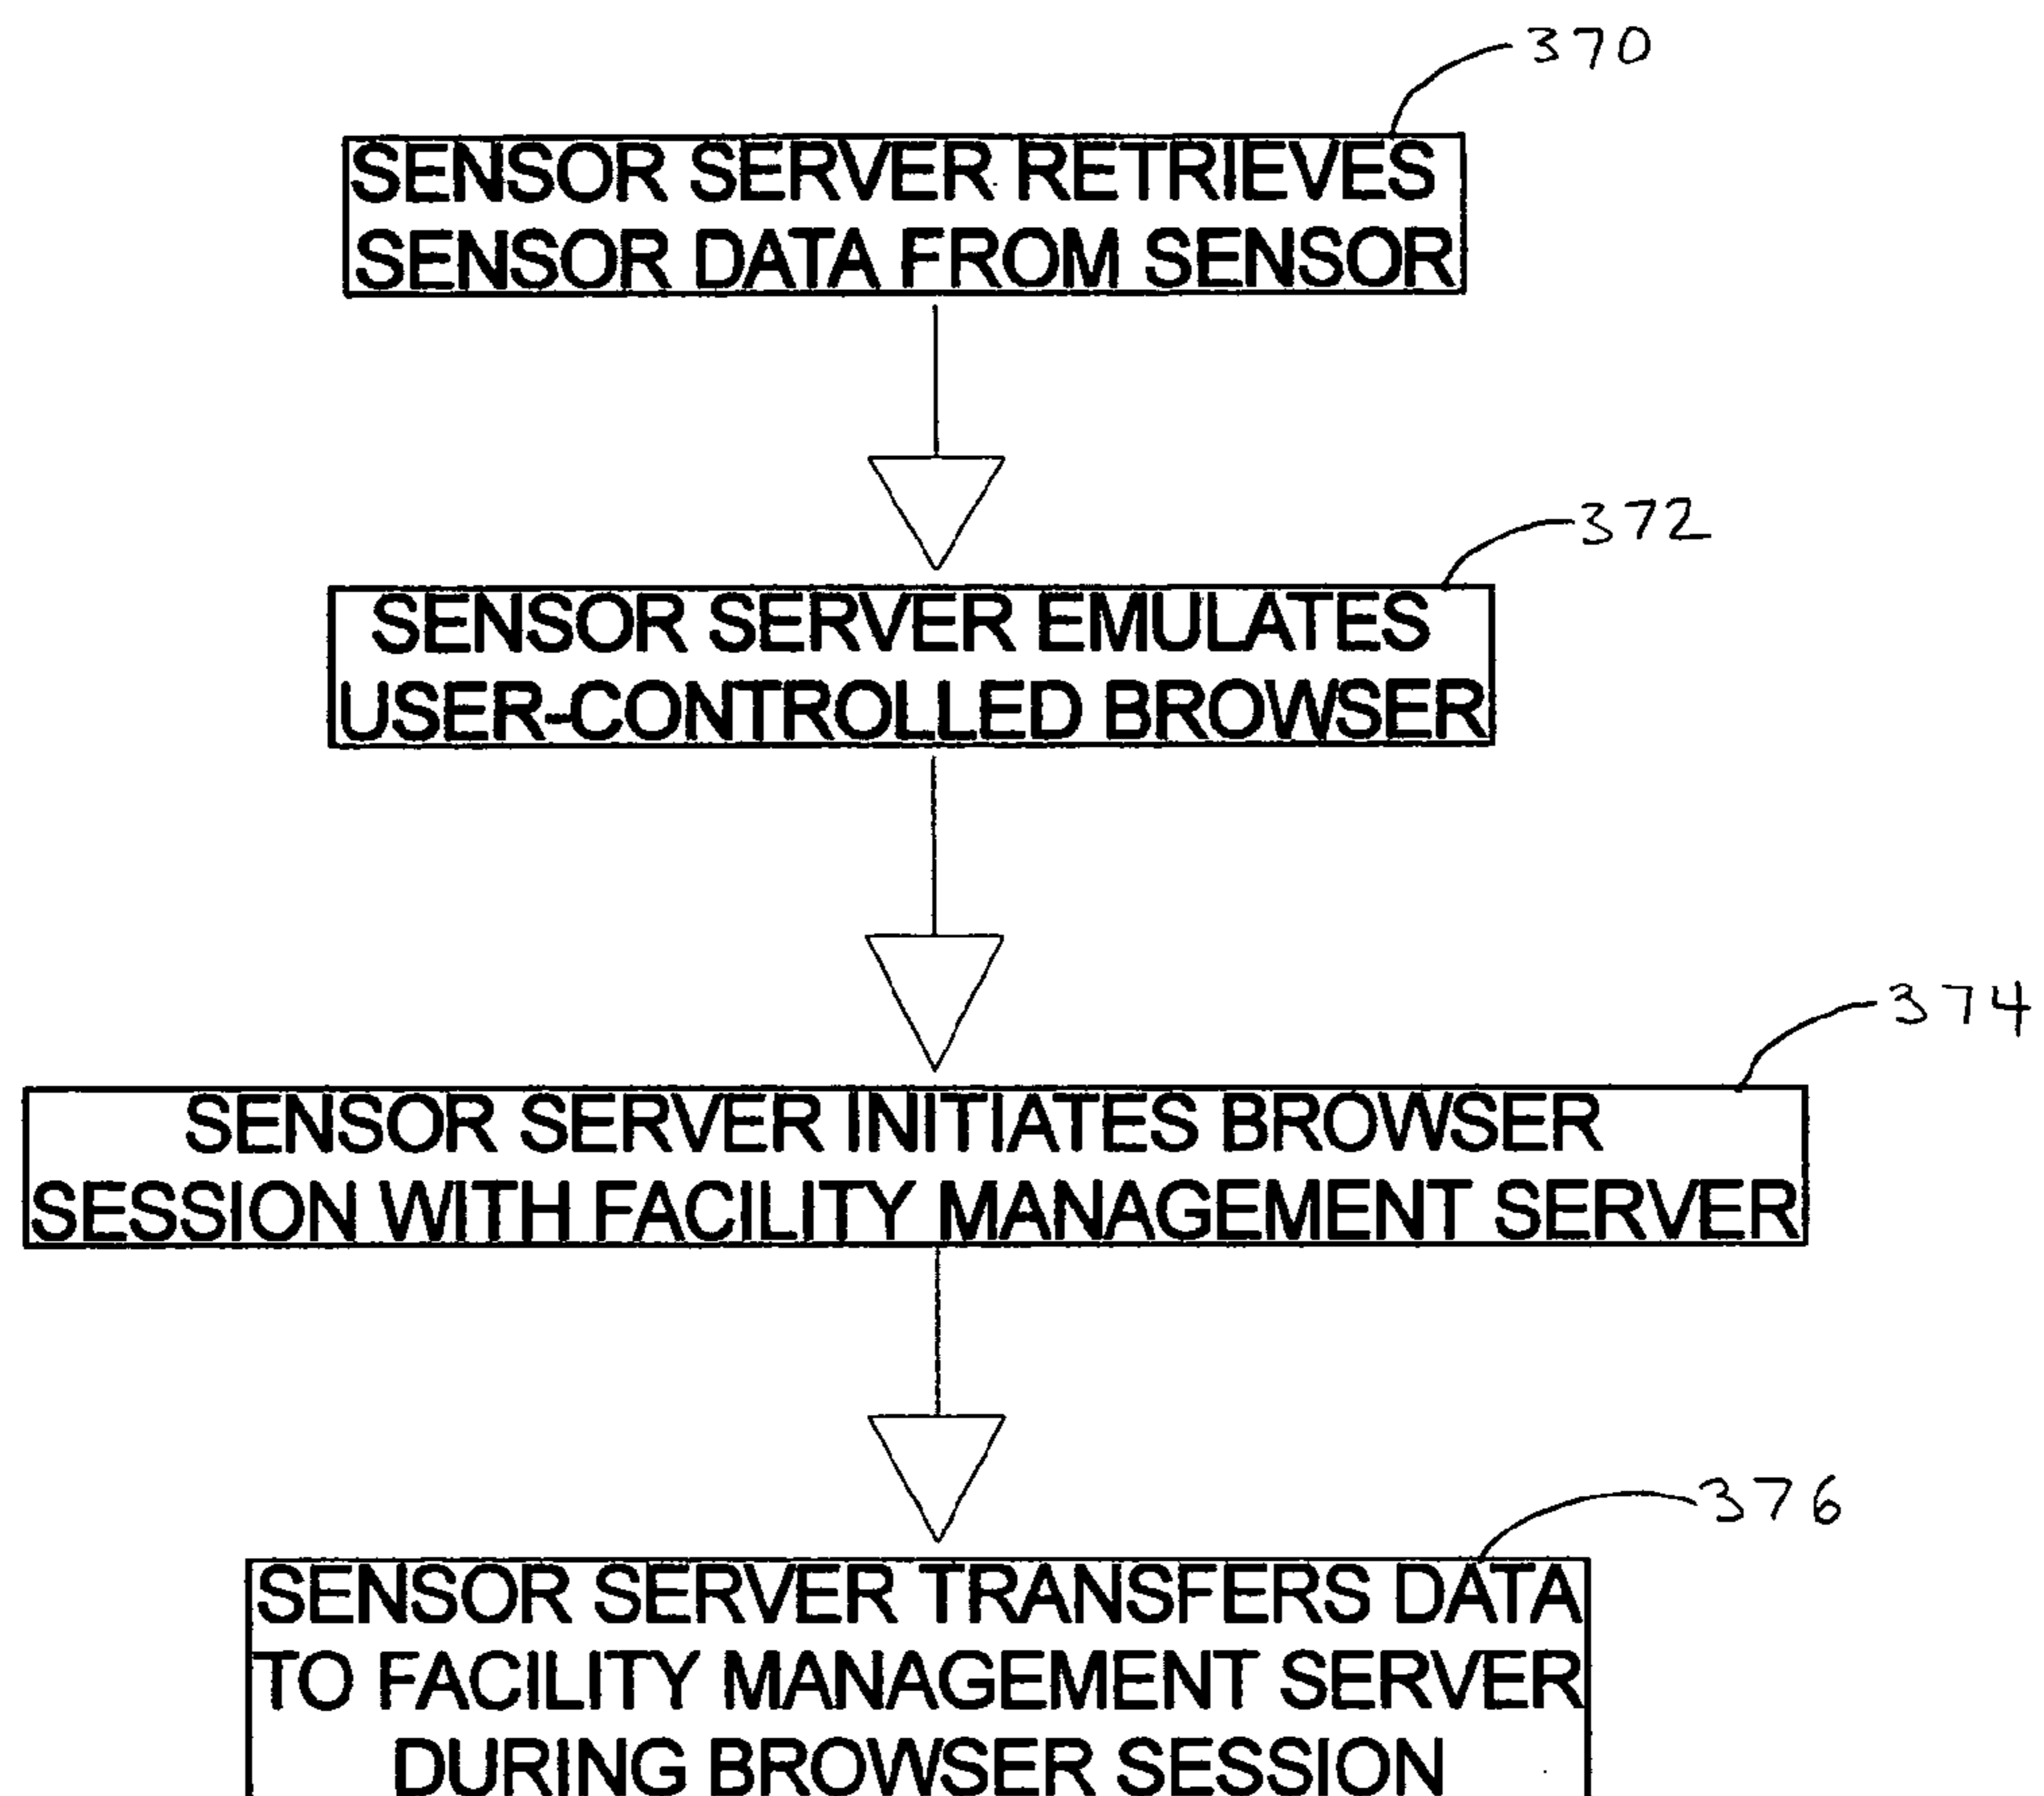 370
SENSOR SERVER RETRIEVES
SENSOR DATA FROM SENSOR
372
SENSOR SERVER EMULATES
USER-CONTROLLED BROWSER
374
SENSOR SERVER INITIATES BROWSER
SESSION WITH FACILITY MANAGEMENT SERVER
376
SENSOR SERVER TRANSFERS DATA
TO FACILITY MANAGEMENT SERVER
DURING BROWSER SESSION